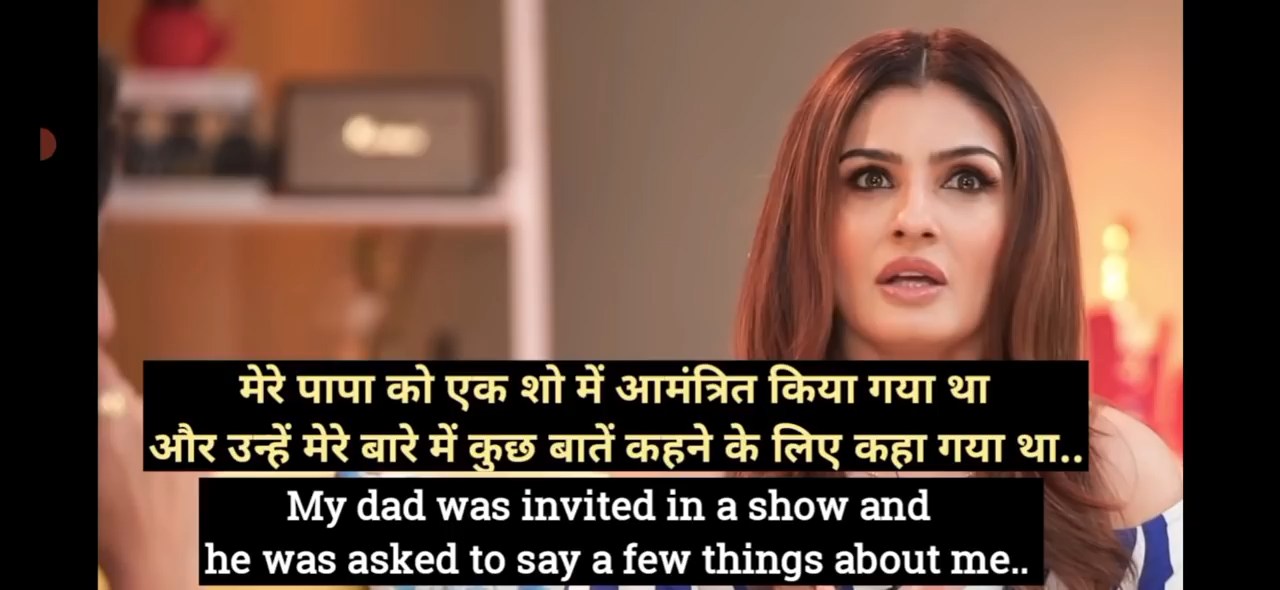 मेरे पापा को एक शो में आमंत्रित किया गया था
और उन्हें मेरे बारे में कुछ बातें कहने के लिए कहा गया था..
My dad was invited in a show and
he was asked to say a few things about me..